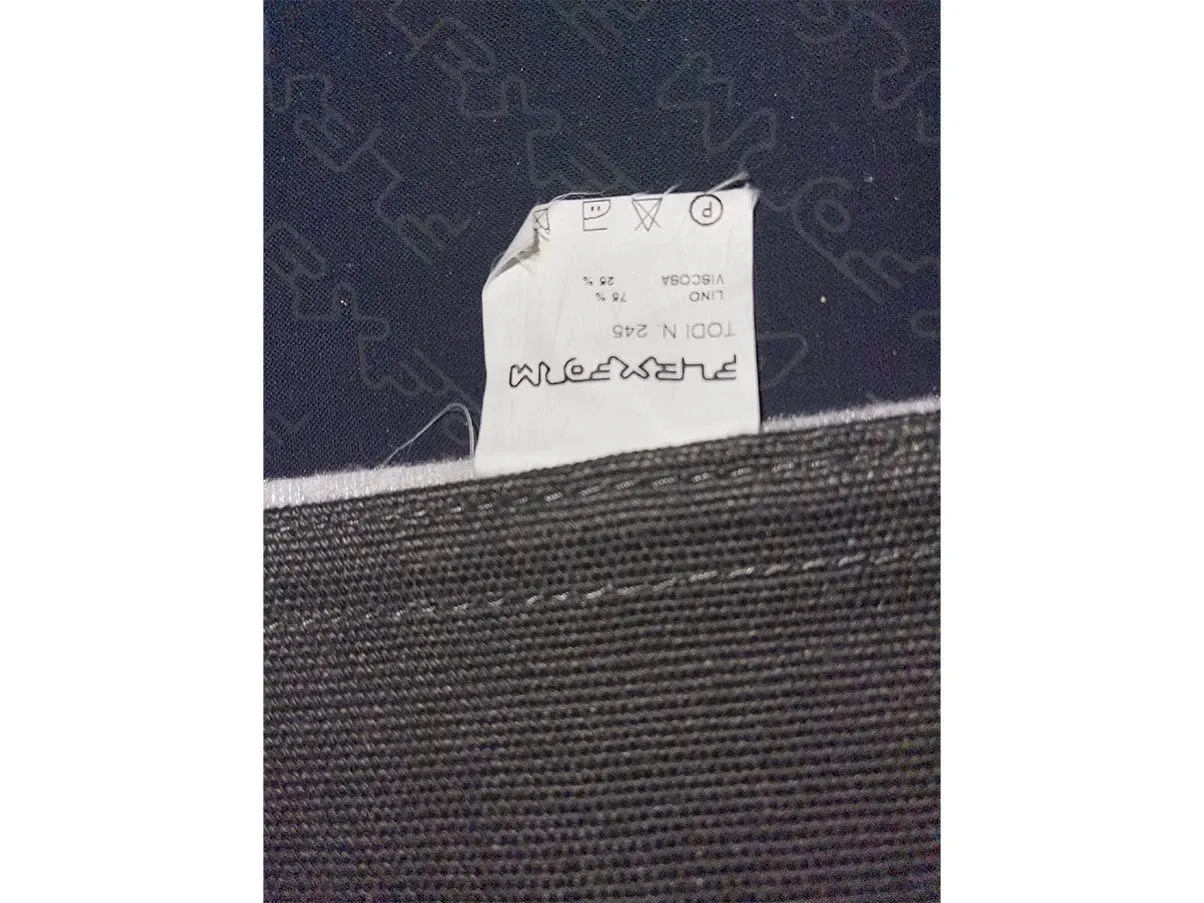 FLEXFORM
TODI N. 245
LINO 75 %
VISCOSA 25 %
P